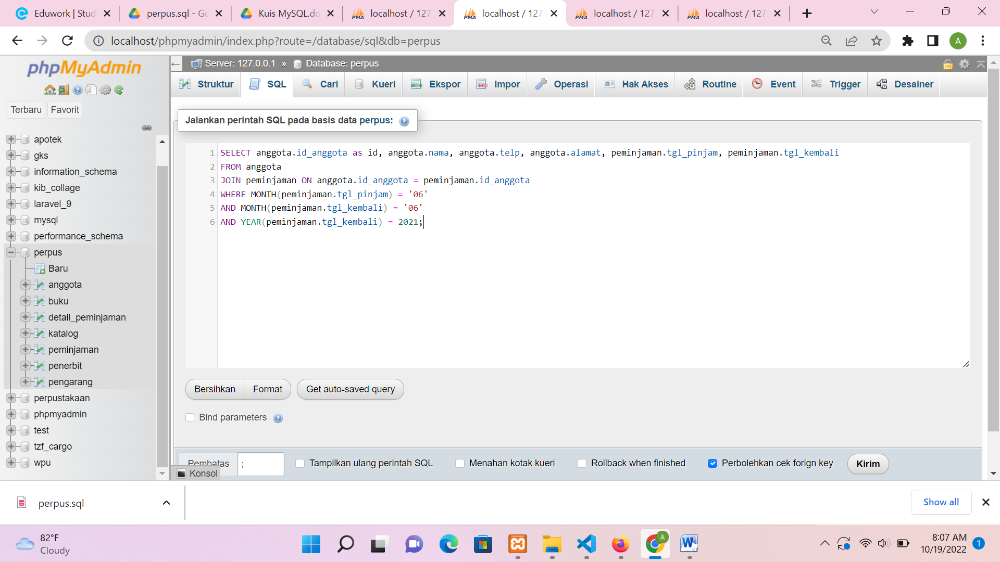 Eduwork | Stud
perpus.sql - Go
Kuis MySQL.do
localhost / 127
localhost / 127
localhost / 127
localhost / 127
localhost/phpmyadmin/index.php?route=/database/sql&db=perpus
A
phpMyAdmin
Terbaru
Favorit
apotek
gks
information_schema
kib_collage
laravel_9
mysql
performance_schema
perpus
Baru
anggota
buku
detail_peminjaman
katalog
peminjaman
penerbit
pengarang
perpustakaan
phpmyadmin
test
tzf_cargo
wpu
Server: 127.0.0.1 » Database: perpus
Struktur
SQL
Cari
Kueri
Ekspor
Impor
Operasi
Hak Akses
Routine
Event
Trigger
Desainer
Jalankan perintah SQL pada basis data perpus:
1 SELECT anggota.id_anggota as id, anggota.nama, anggota.telp, anggota.alamat, peminjaman.tgl_pinjam, peminjaman.tgl_kembali
2 FROM anggota
3 JOIN peminjaman ON anggota.id_anggota = peminjaman.id_anggota
4 WHERE MONTH(peminjaman.tgl_pinjam) = '06'
5 AND MONTH(peminjaman.tgl_kembali) = '06'
6 AND YEAR(peminjaman.tgl_kembali) = 2021;
Bersihkan
Format
Get auto-saved query
Bind parameters
Pembatas
;
Tampilkan ulang perintah SQL
Menahan kotak kueri
Rollback when finished
Perbolehkan cek forign key
Kirim
Konsol
perpus.sql
Show all
82°F
Cloudy
A
8:07 AM
10/19/2022
1